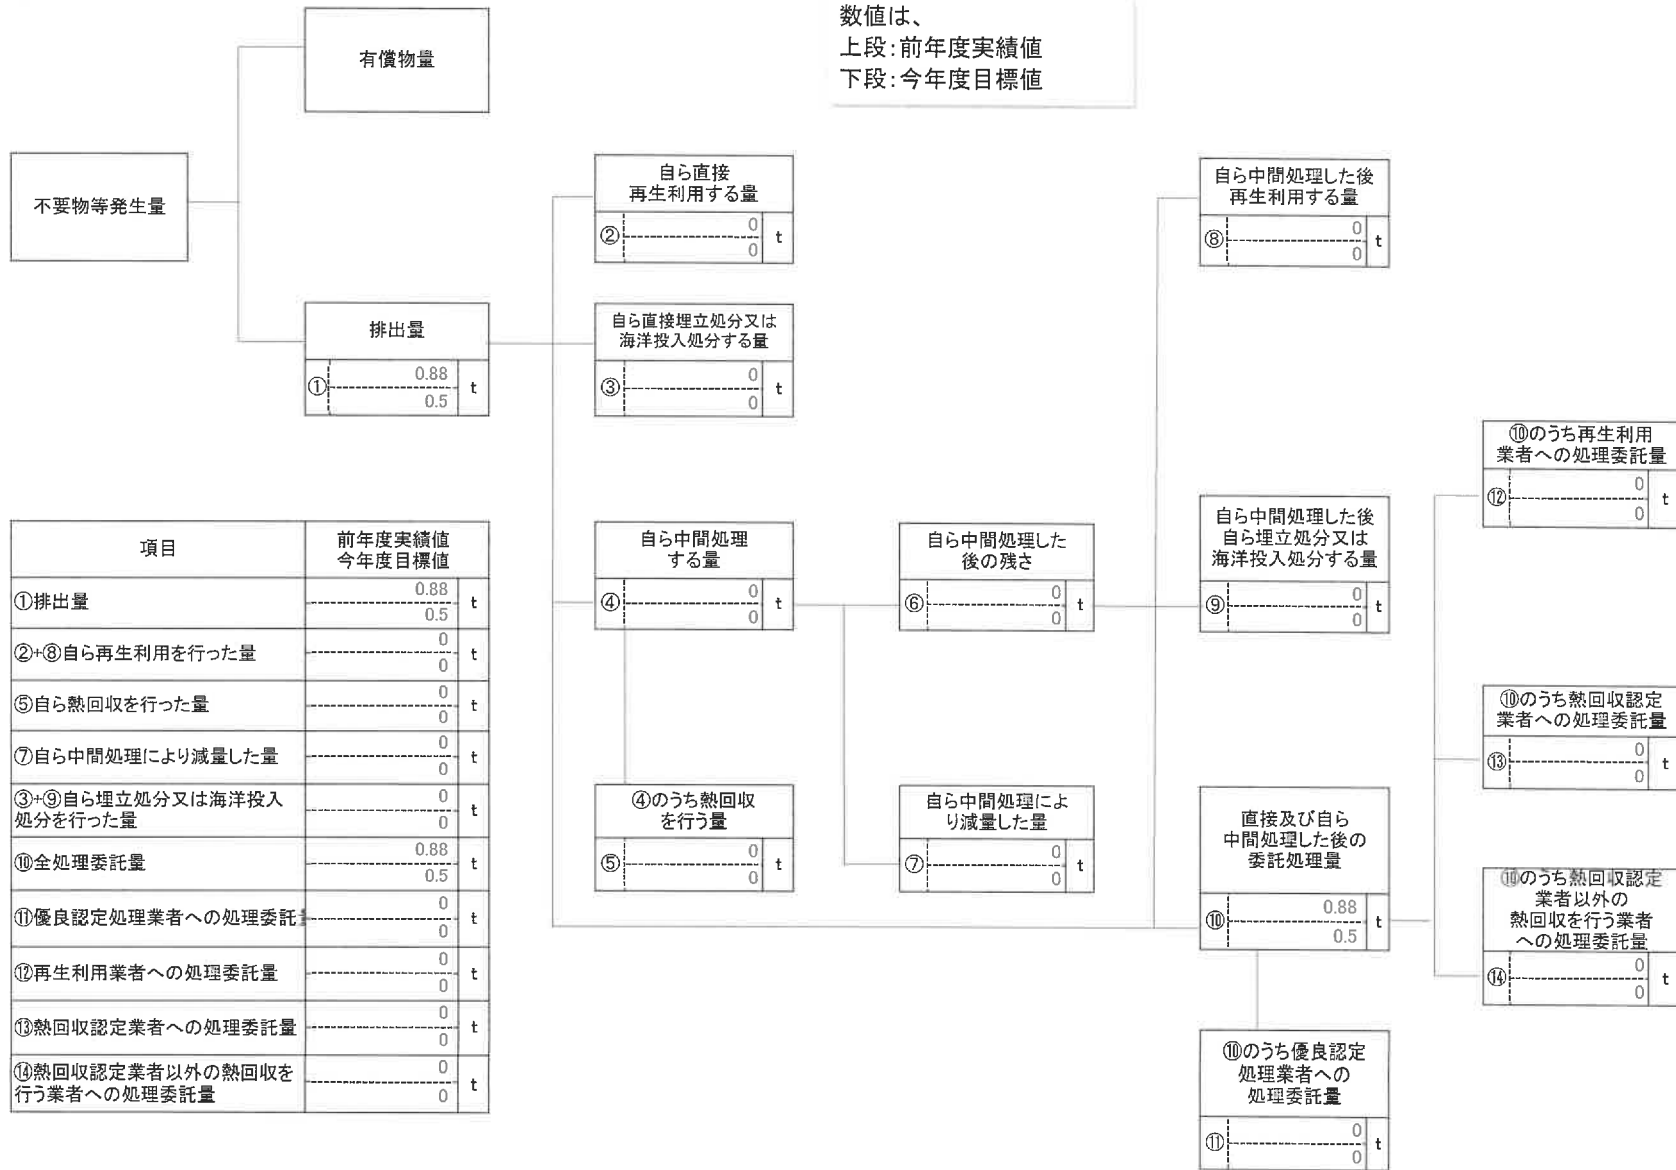 数値は、
上段:前年度実績値
下段:今年度目標値
有償物量
不要物等発生量
排出量
① 0.88 t
0.5
自ら直接
再生利用する量
② 0 t
0
自ら直接埋立処分又は
海洋投入処分する量
③ 0 t
0
自ら中間処理
する量
④ 0 t
0
④のうち熱回収
を行う量
⑤ 0 t
0
自ら中間処理した
後の残さ
⑥ 0 t
0
自ら中間処理によ
り減量した量
⑦ 0 t
0
自ら中間処理した後
再生利用する量
⑧ 0 t
0
自ら中間処理した後
自ら埋立処分又は
海洋投入処分する量
⑨ 0 t
0
直接及び自ら
中間処理した後の
委託処理量
⑩ 0.88 t
0.5
⑩のうち優良認定
処理業者への
処理委託量
⑪ 0 t
0
⑩のうち再生利用
業者への処理委託量
⑫ 0 t
0
⑩のうち熱回収認定
業者への処理委託量
⑬ 0 t
0
⑩のうち熱回収認定
業者以外の
熱回収を行う業者
への処理委託量
⑭ 0 t
0
項目
前年度実績値
今年度目標値
①排出量 0.88 t
0.5
②+⑧自ら再生利用を行った量 0 t
0
⑤自ら熱回収を行った量 0 t
0
⑦自ら中間処理により減量した量 0 t
0
③+⑨自ら埋立処分又は海洋投入
処分を行った量 0 t
0
⑩全処理委託量 0.88 t
0.5
⑪優良認定処理業者への処理委託 0 t
0
⑫再生利用業者への処理委託量 0 t
0
⑬熱回収認定業者への処理委託量 0 t
0
⑭熱回収認定業者以外の熱回収を
行う業者への処理委託量 0 t
0